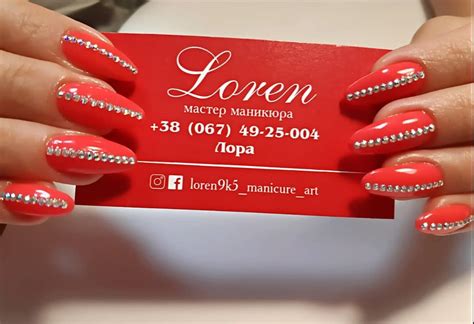 Loren
мастер маникюра
+38 (067) 49-25-004
Лора
loren9k5_manicure_art